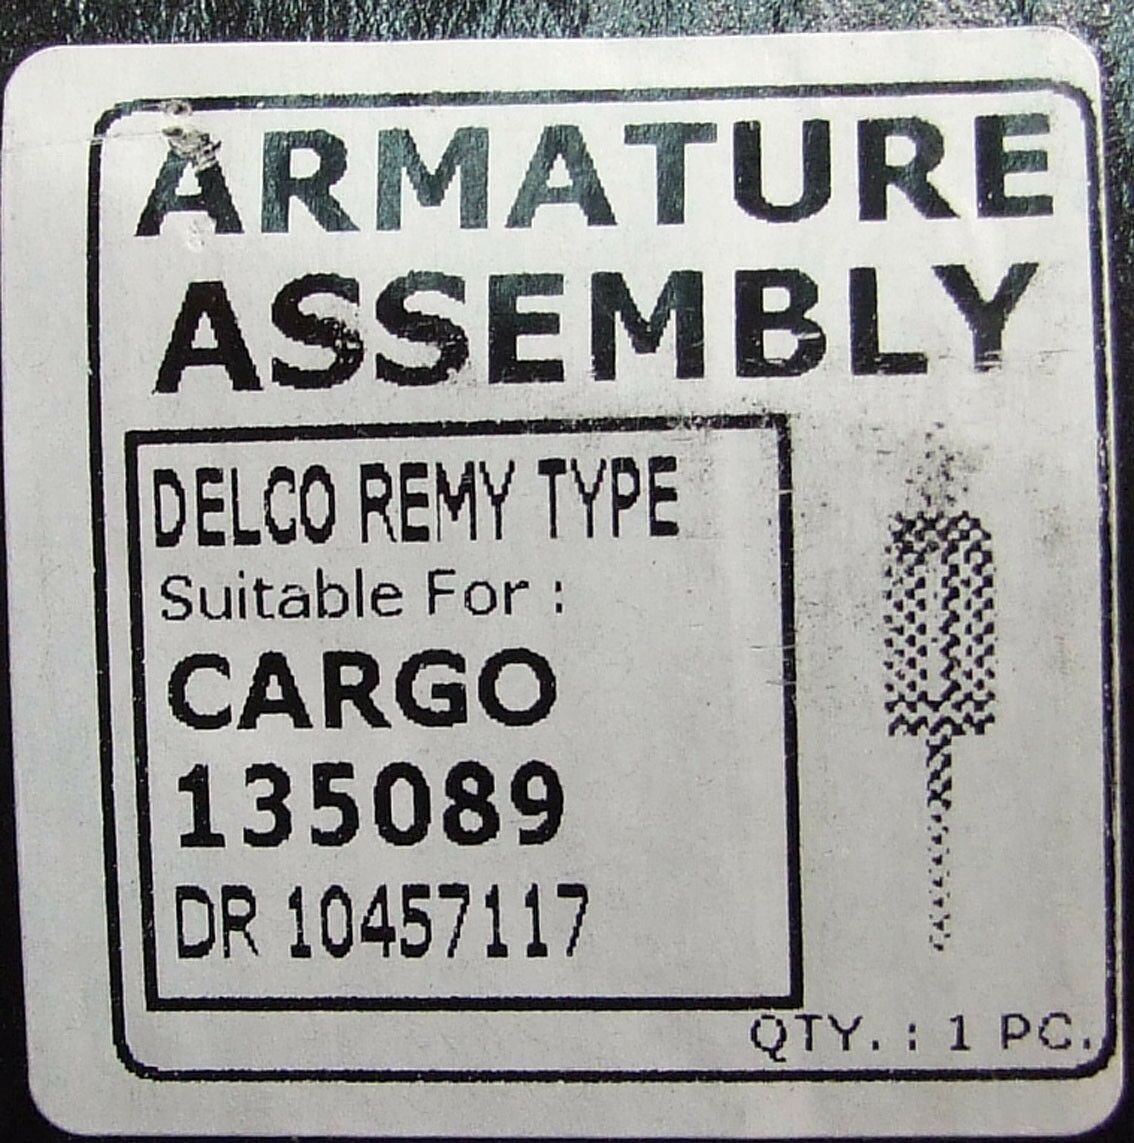 ARMATURE
ASSEMBLY
DELCO REMY TYPE
Suitable For :
CARGO
135089
DR 10457117
QTY. : 1 PC.